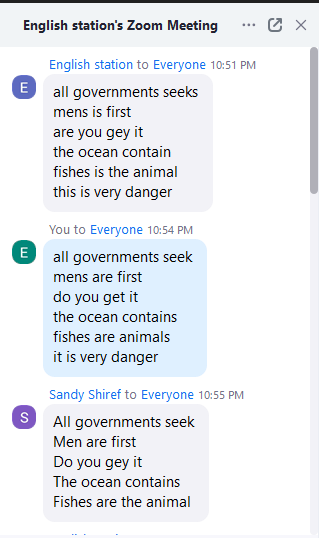 English station's Zoom Meeting
English station to Everyone 10:51 PM
E
all governments seeks
mens is first
are you gey it
the ocean contain
fishes is the animal
this is very danger
You to Everyone 10:54 PM
E
all governments seek
mens are first
do you get it
the ocean contains
fishes are animals
it is very danger
Sandy Shiref to Everyone 10:55 PM
S
All governments seek
Men are first
Do you gey it
The ocean contains
Fishes are the animal